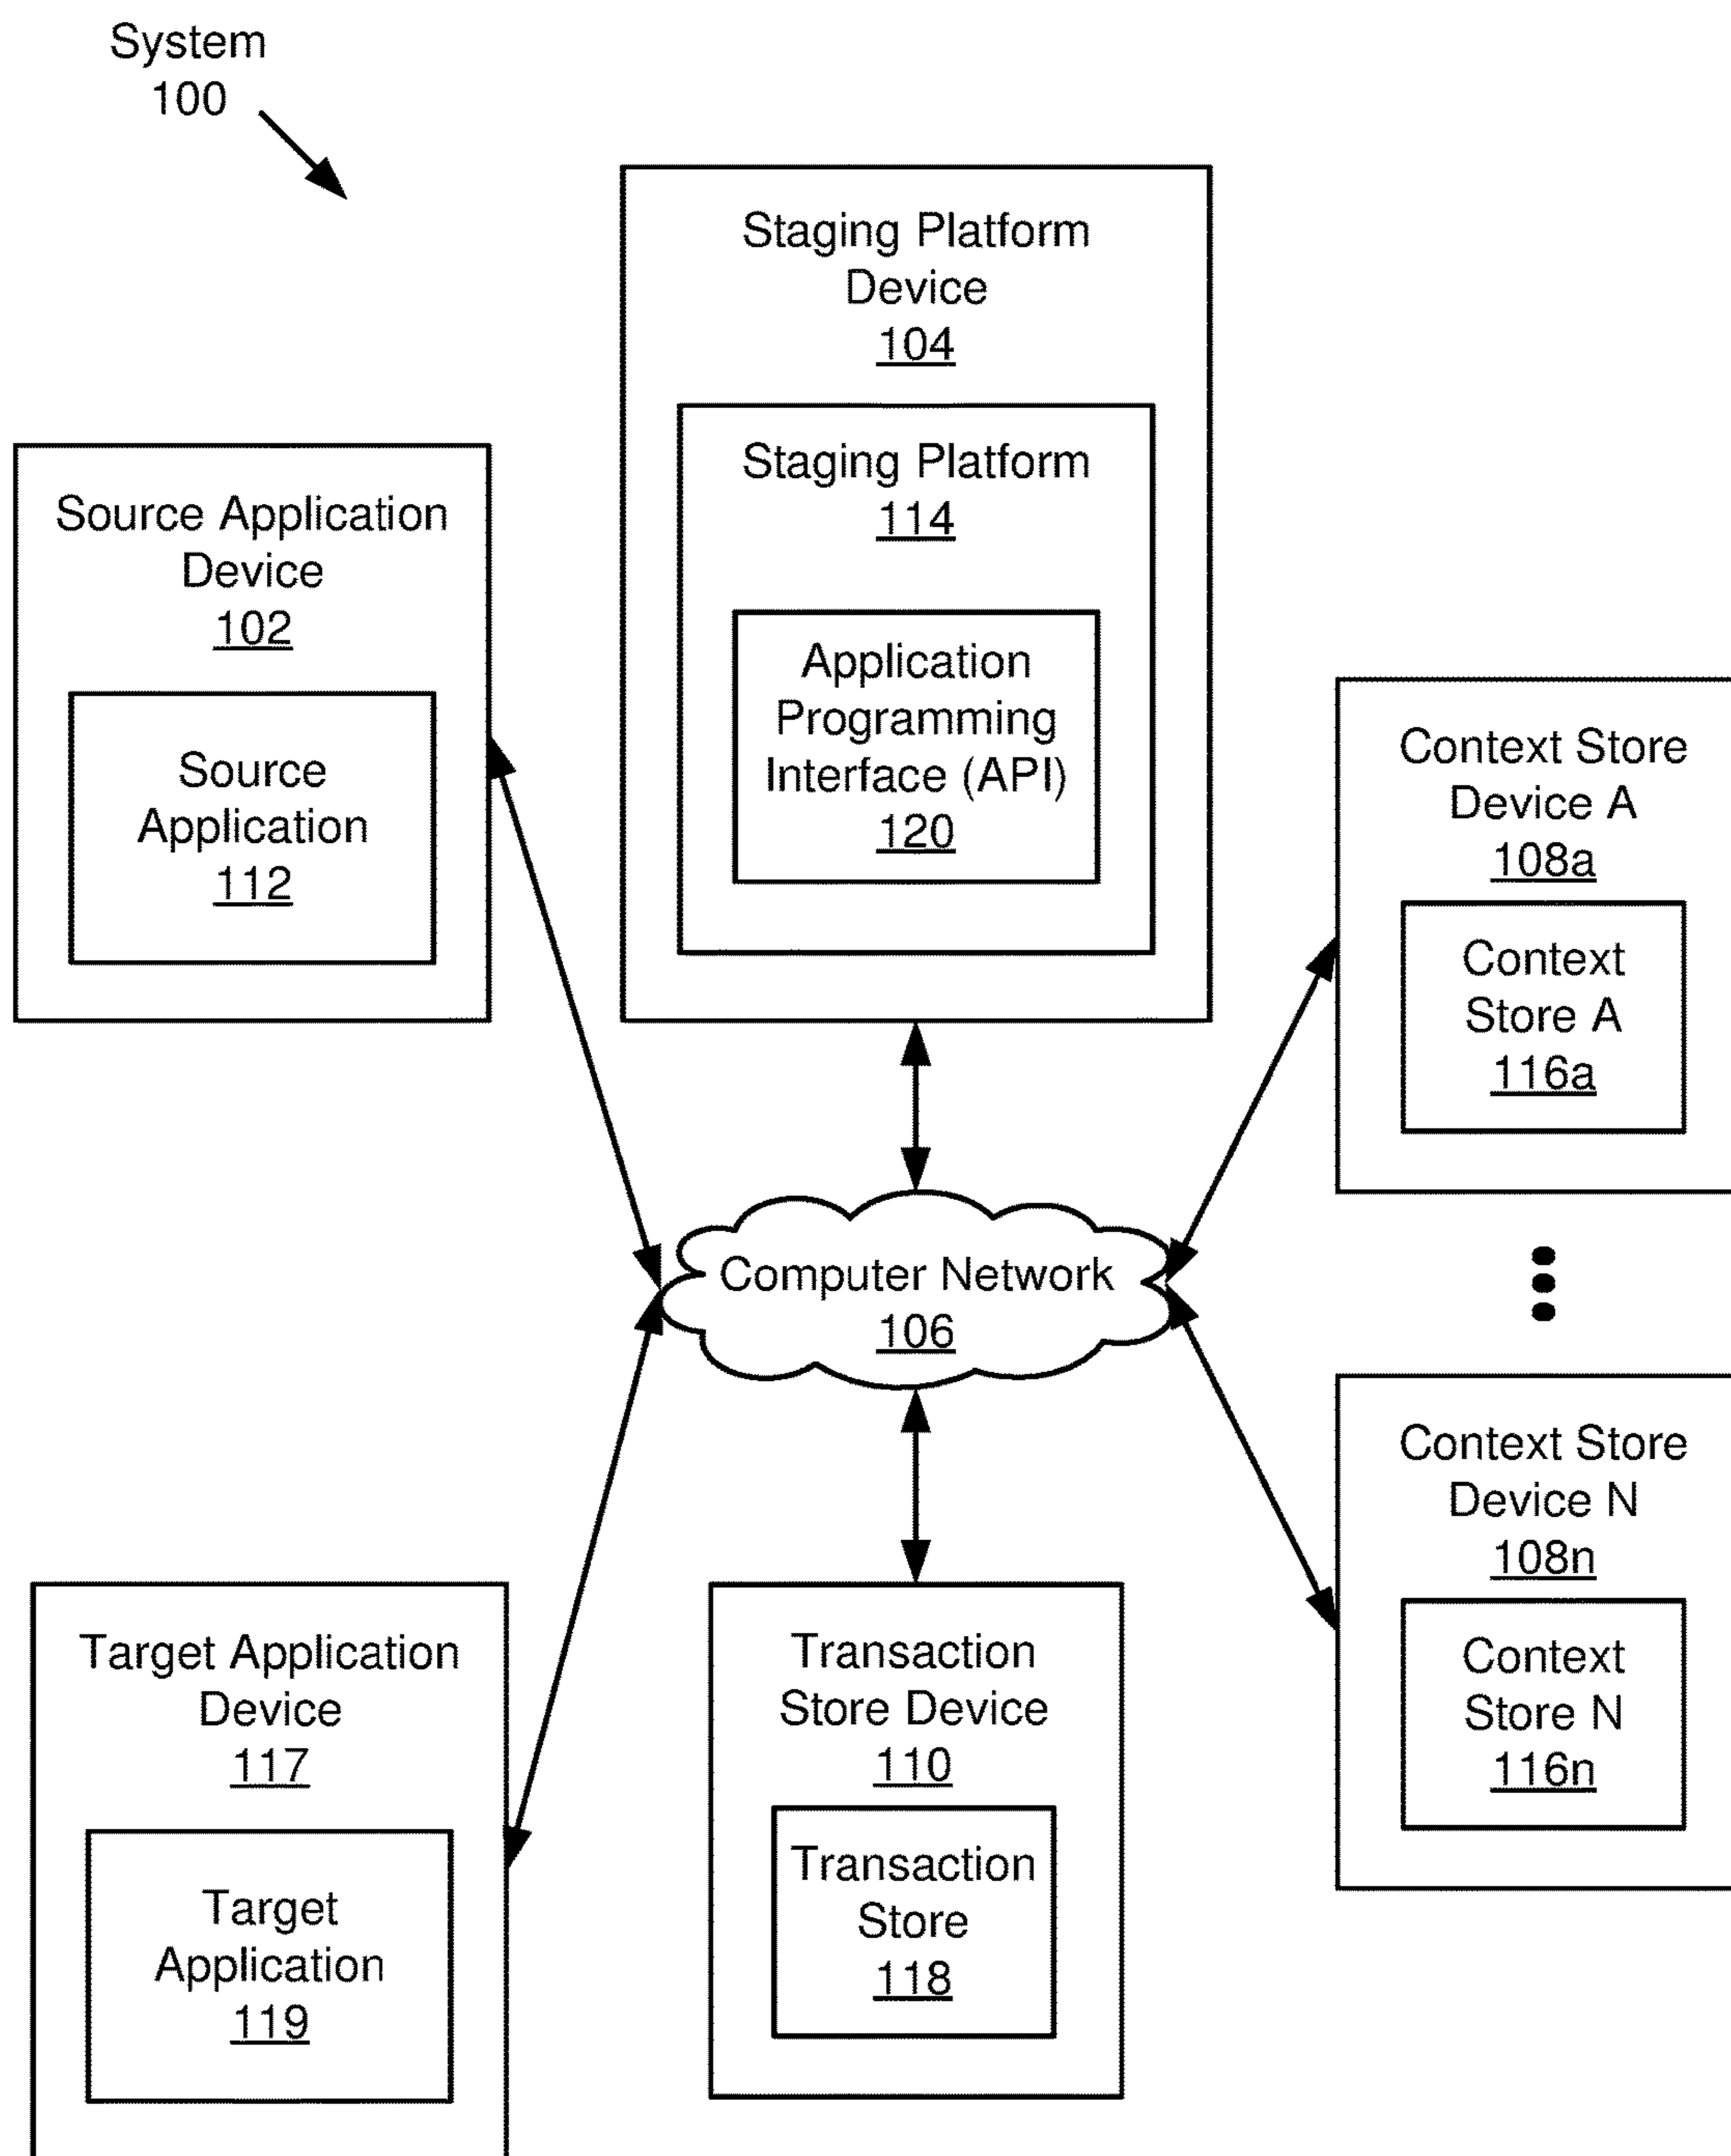 System
100
Staging Platform
Device
104
Staging Platform
114
Application
Programming
Interface (API)
120
Source Application
Device
102
Source
Application
112
Context Store
Device A
108a
Context
Store A
116a
Computer Network
106
Context Store
Device N
108n
Context
Store N
116n
Target Application
Device
117
Target
Application
119
Transaction
Store Device
110
Transaction
Store
118